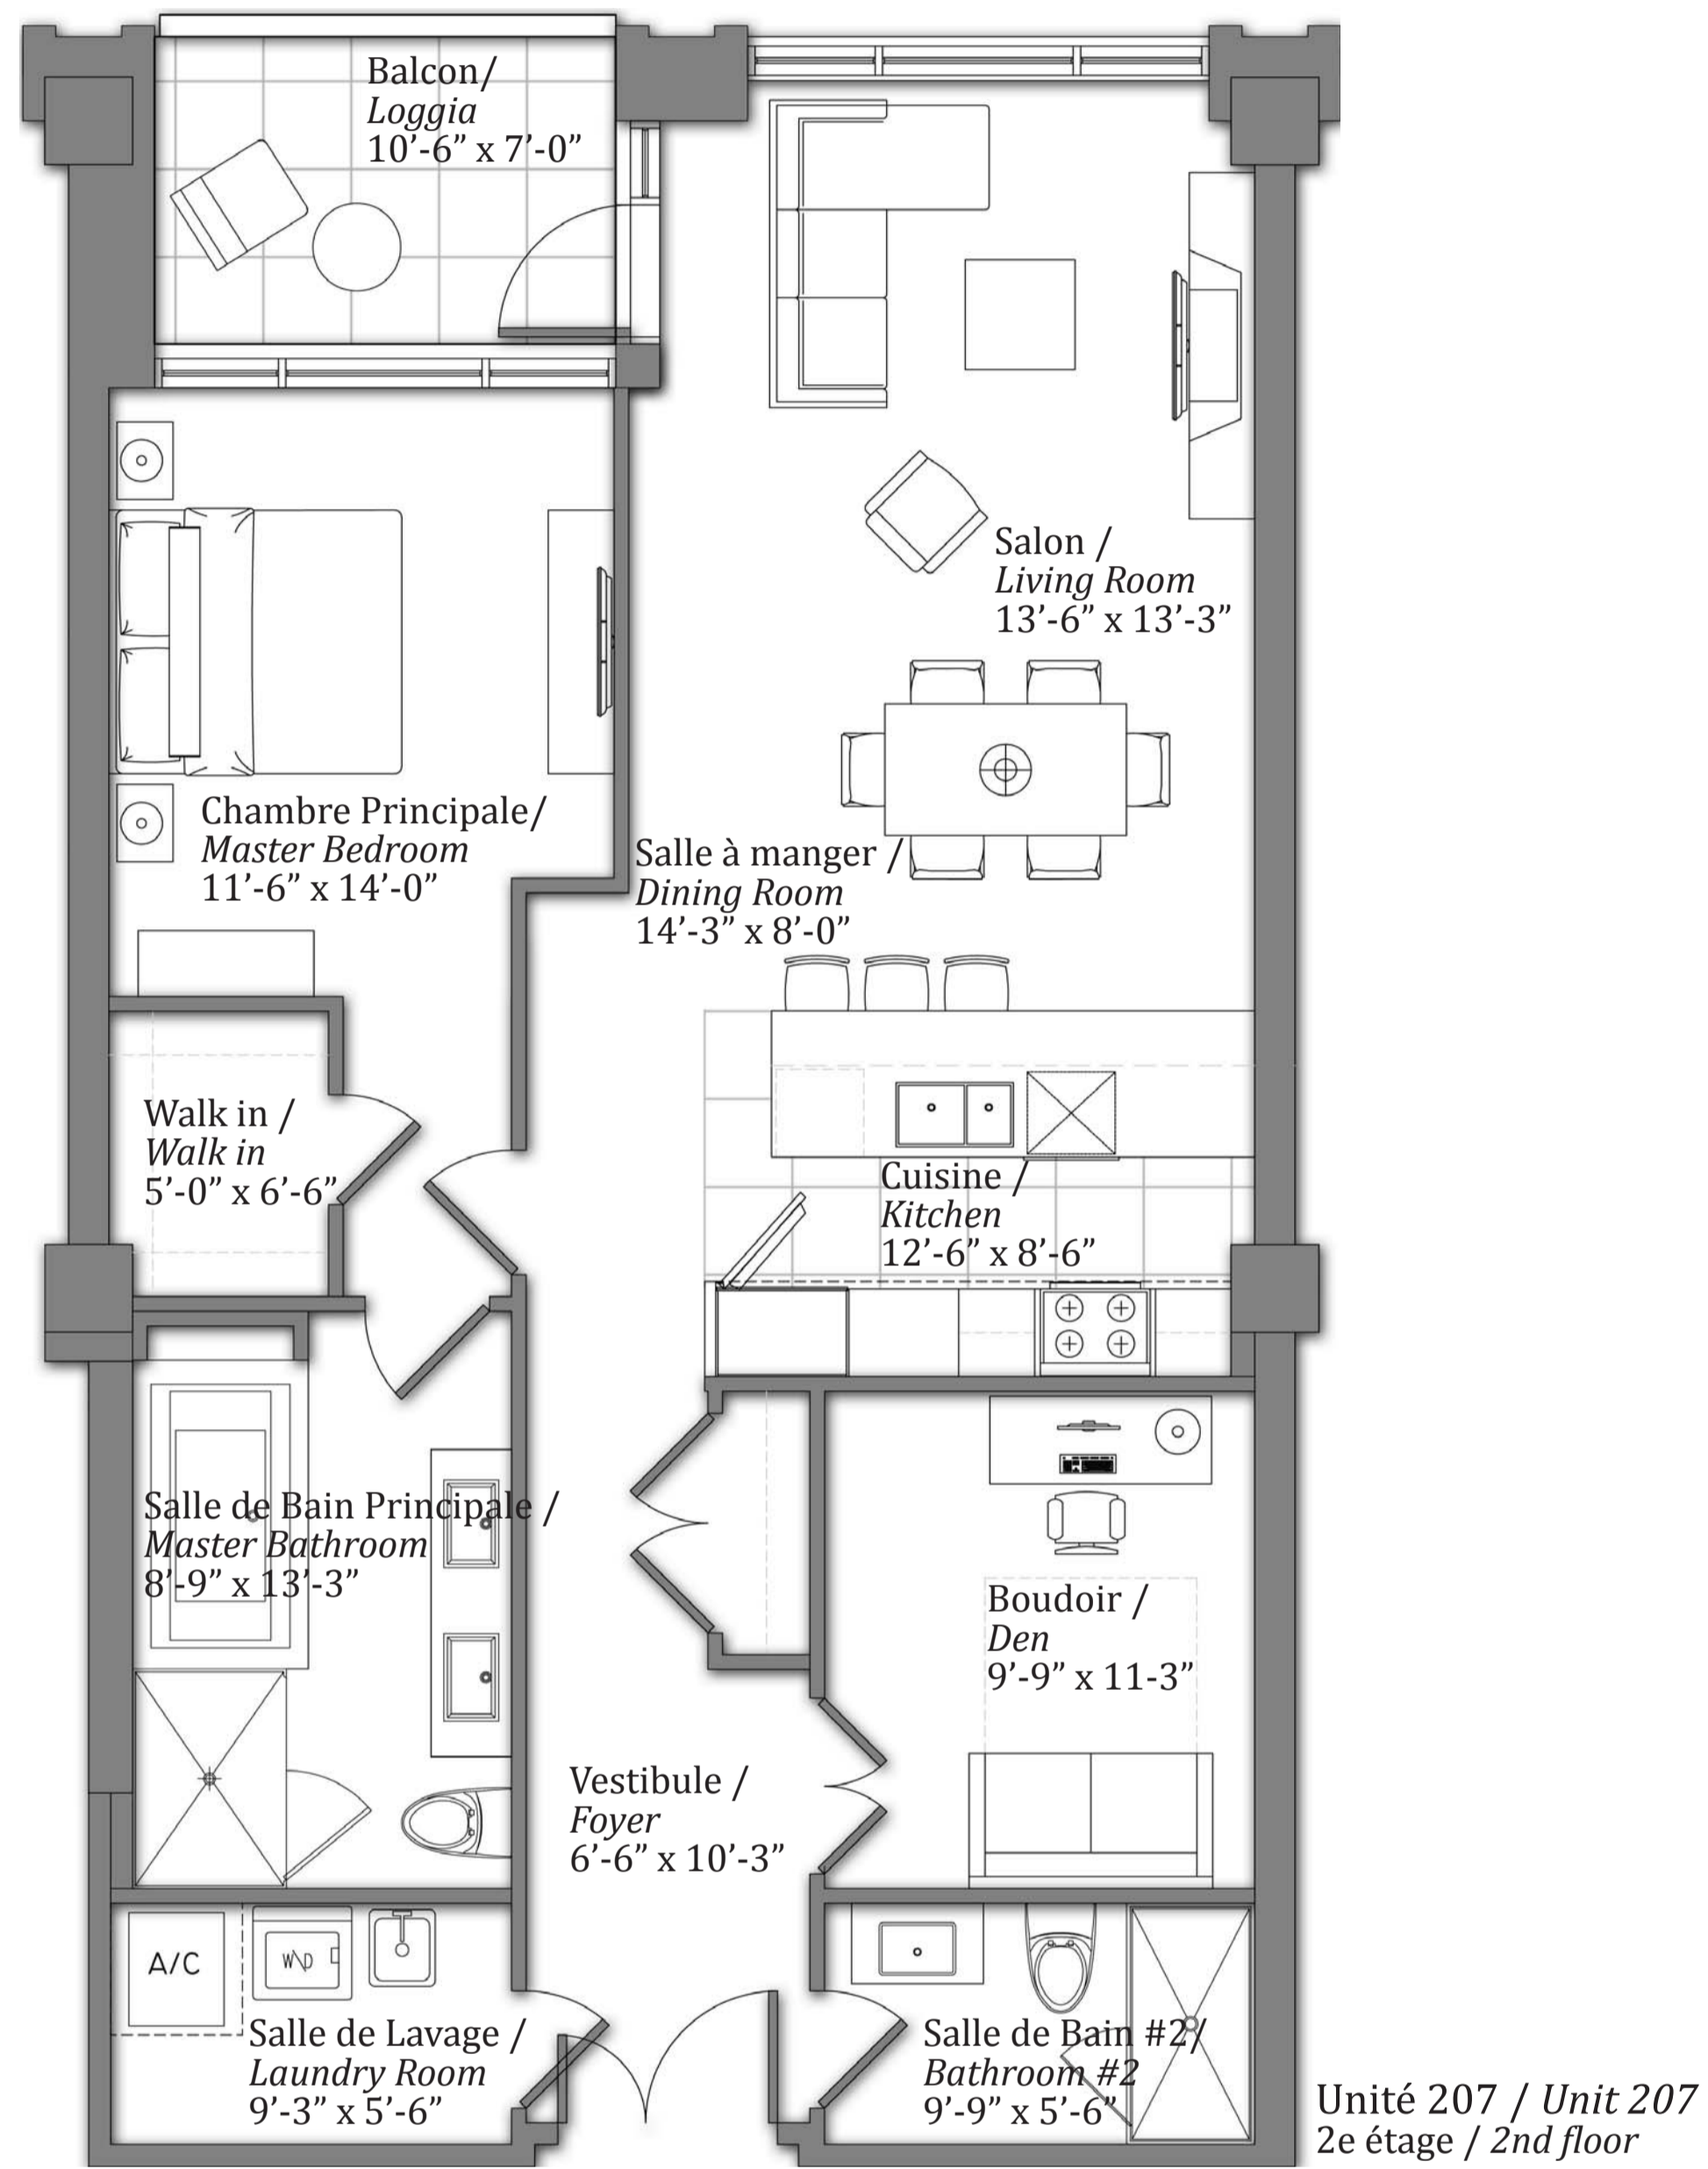 Balcon/
Loggia
10’-6” x 7’-0”
Salon /
Living Room
13’-6” x 13’-3”
Chambre Principale/
Master Bedroom
11’-6” x 14’-0”
Salle à manger /
Dining Room
14’-3” x 8’-0”
Walk in /
Walk in
5’-0” x 6’-6”
Cuisine /
Kitchen
12’-6” x 8’-6”
Salle de Bain Principale /
Master Bathroom
8’-9” x 13’-3”
Boudoir /
Den
9’-9” x 11-3”
Vestibule /
Foyer
6’-6” x 10’-3”
A/C
W\D
Salle de Lavage /
Laundry Room
9’-3” x 5’-6”
Salle de Bain #2/
Bathroom #2
9’-9” x 5’-6”
Unité 207 / Unit 207
2e étage / 2nd floor